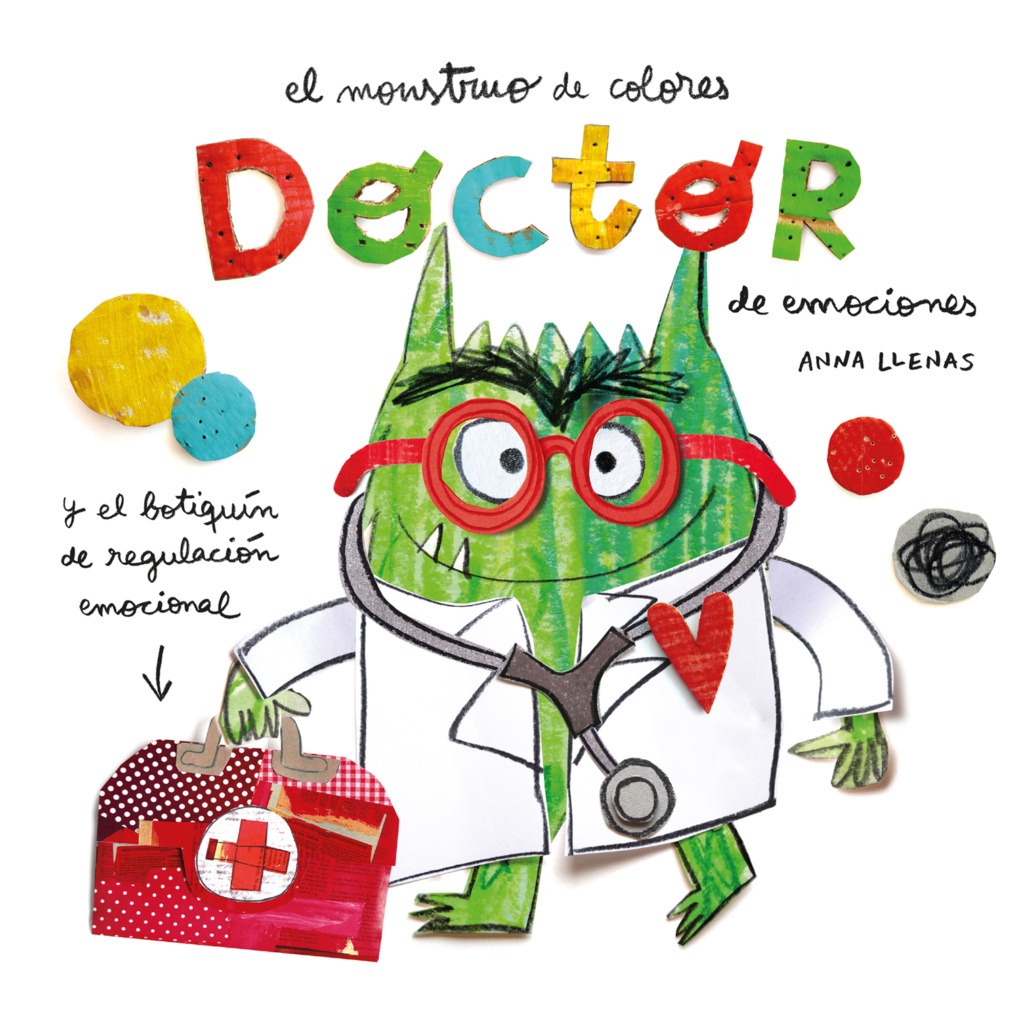 el monstruo de colores
DoctoR
de emociones
ANNA LLENAS
y el botiquín
de regulación
emocional